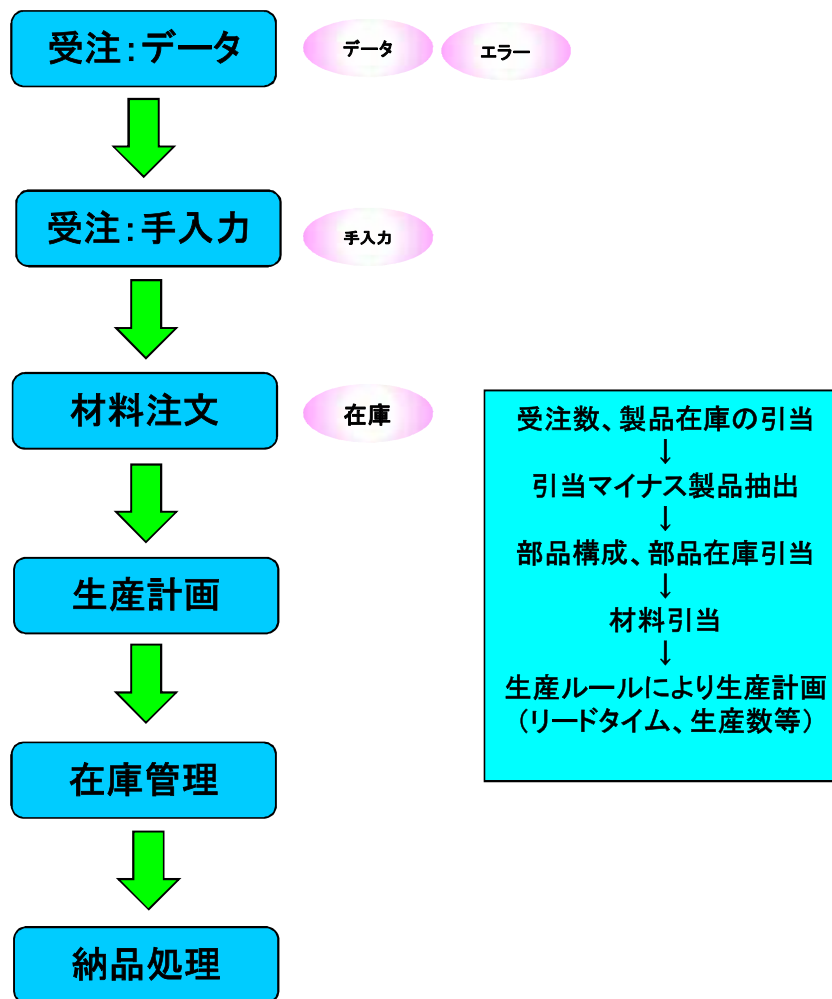 受注：データ
データ
エラー
受注：手入力
手入力
材料注文
在庫
生産計画
在庫管理
納品処理
受注数、製品在庫の引当
↓
引当マイナス製品抽出
↓
部品構成、部品在庫引当
↓
材料引当
↓
生産ルールにより生産計画
（リードタイム、生産数等）